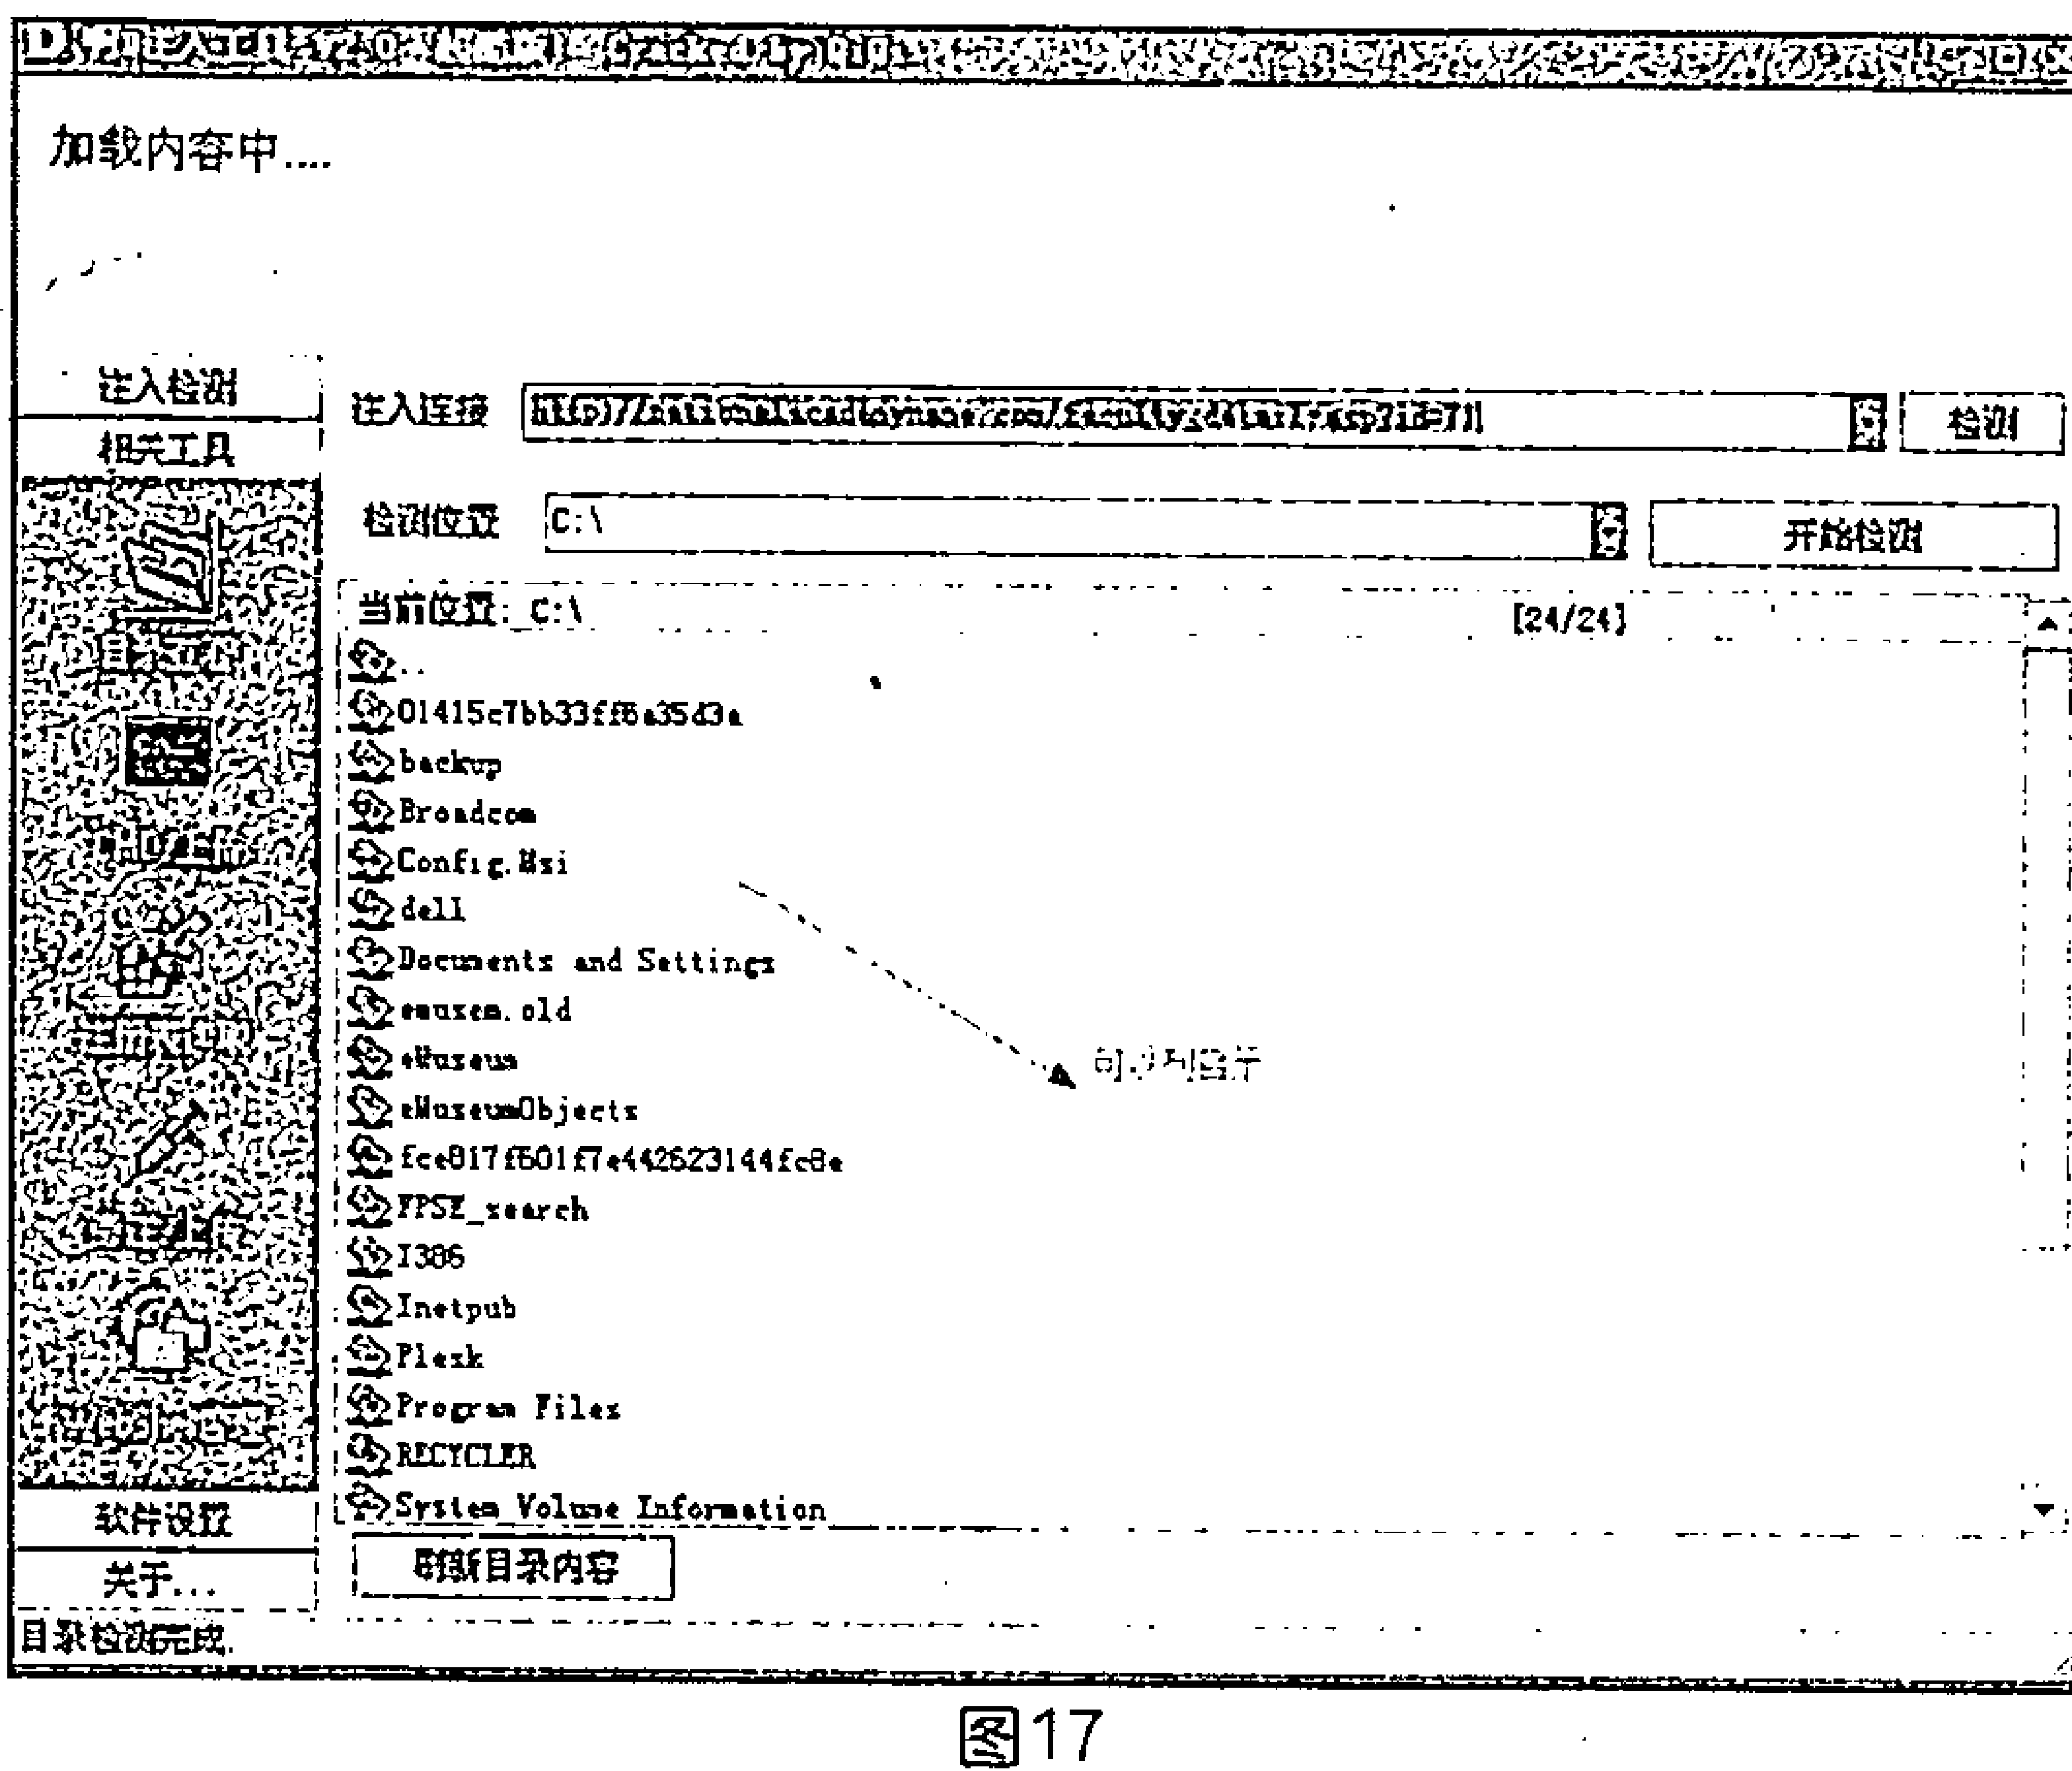 加载内容中....
注入检测
相关工具
注入连接
检测
检测位置 C:\ 开始检测
当前位置: C:\ [24/24]
..
01415c7bb33ff6a35d3a
backup
Broadcom
Config.Msi
dell
Documents and Settings
emusem.old
eMuseum
eMuseumObjects
fce817f601f7e442623144fc8e
FPSE_search
I386
Inetpub
Plesk
Program Files
RECYCLER
System Volume Information
软件设置
刷新目录内容
关于...
目录检测完成.
图17